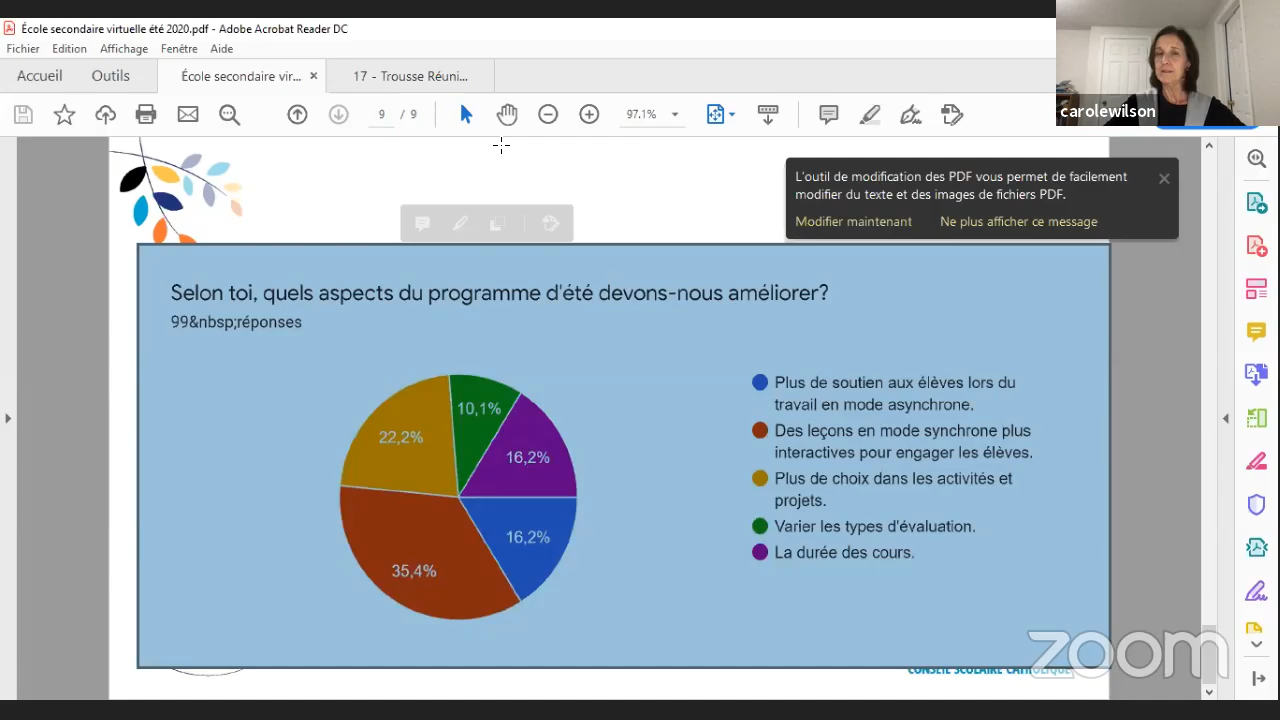 École secondaire virtuelle été 2020.pdf - Adobe Acrobat Reader DC
Fichier Edition Affichage Fenêtre Aide
Accueil Outils École secondaire vir... × 17 - Trousse Réuni...
9 / 9 97.1%
carolewilson
L'outil de modification des PDF vous permet de facilement
modifier du texte et des images de fichiers PDF.
Modifier maintenant Ne plus afficher ce message
Selon toi, quels aspects du programme d'été devons-nous améliorer?
99&nbsp;réponses
10,1%
22,2%
16,2%
16,2%
35,4%
Plus de soutien aux élèves lors du
travail en mode asynchrone.
Des leçons en mode synchrone plus
interactives pour engager les élèves.
Plus de choix dans les activités et
projets.
Varier les types d'évaluation.
La durée des cours.
CONSEIL SCOLAIRE CATHOLIQUE
zoom